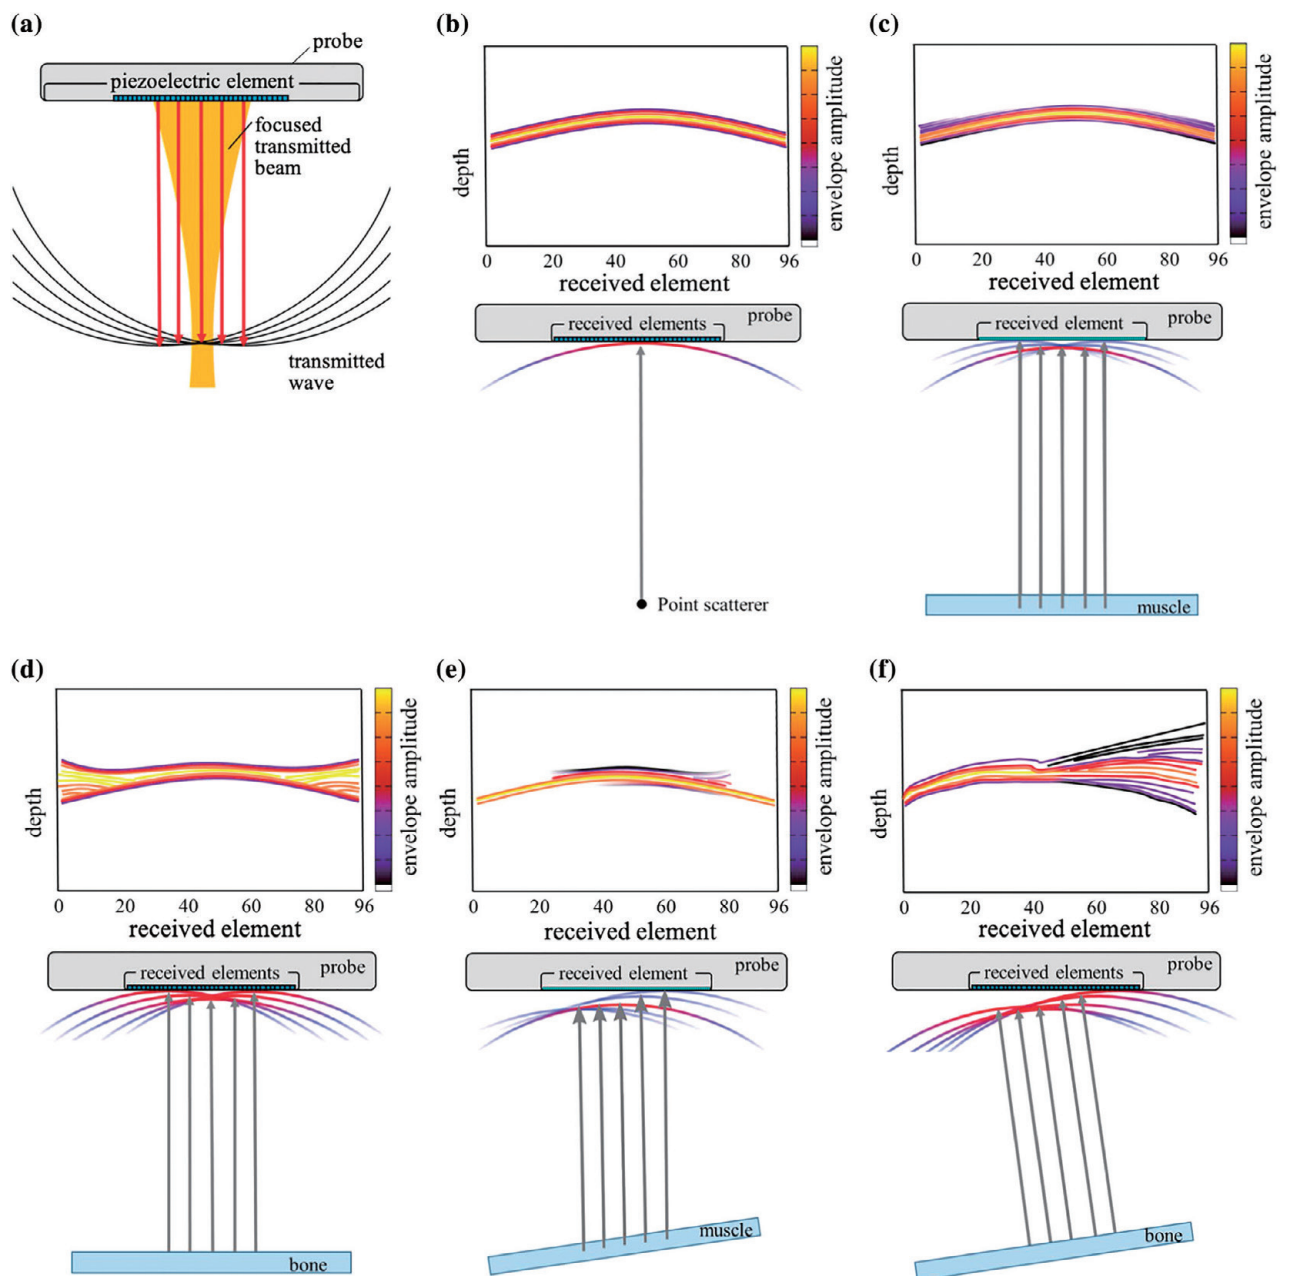 (a)
probe
piezoelectric element
focused
transmitted
beam
transmitted
wave
(b)
depth
envelope amplitude
0 20 40 60 80 96
received element
received elements
probe
Point scatterer
(c)
depth
envelope amplitude
0 20 40 60 80 96
received element
received element
probe
muscle
(d)
depth
envelope amplitude
0 20 40 60 80 96
received element
received elements
probe
bone
(e)
depth
envelope amplitude
0 20 40 60 80 96
received element
received element
probe
muscle
(f)
depth
envelope amplitude
0 20 40 60 80 96
received element
received elements
probe
bone